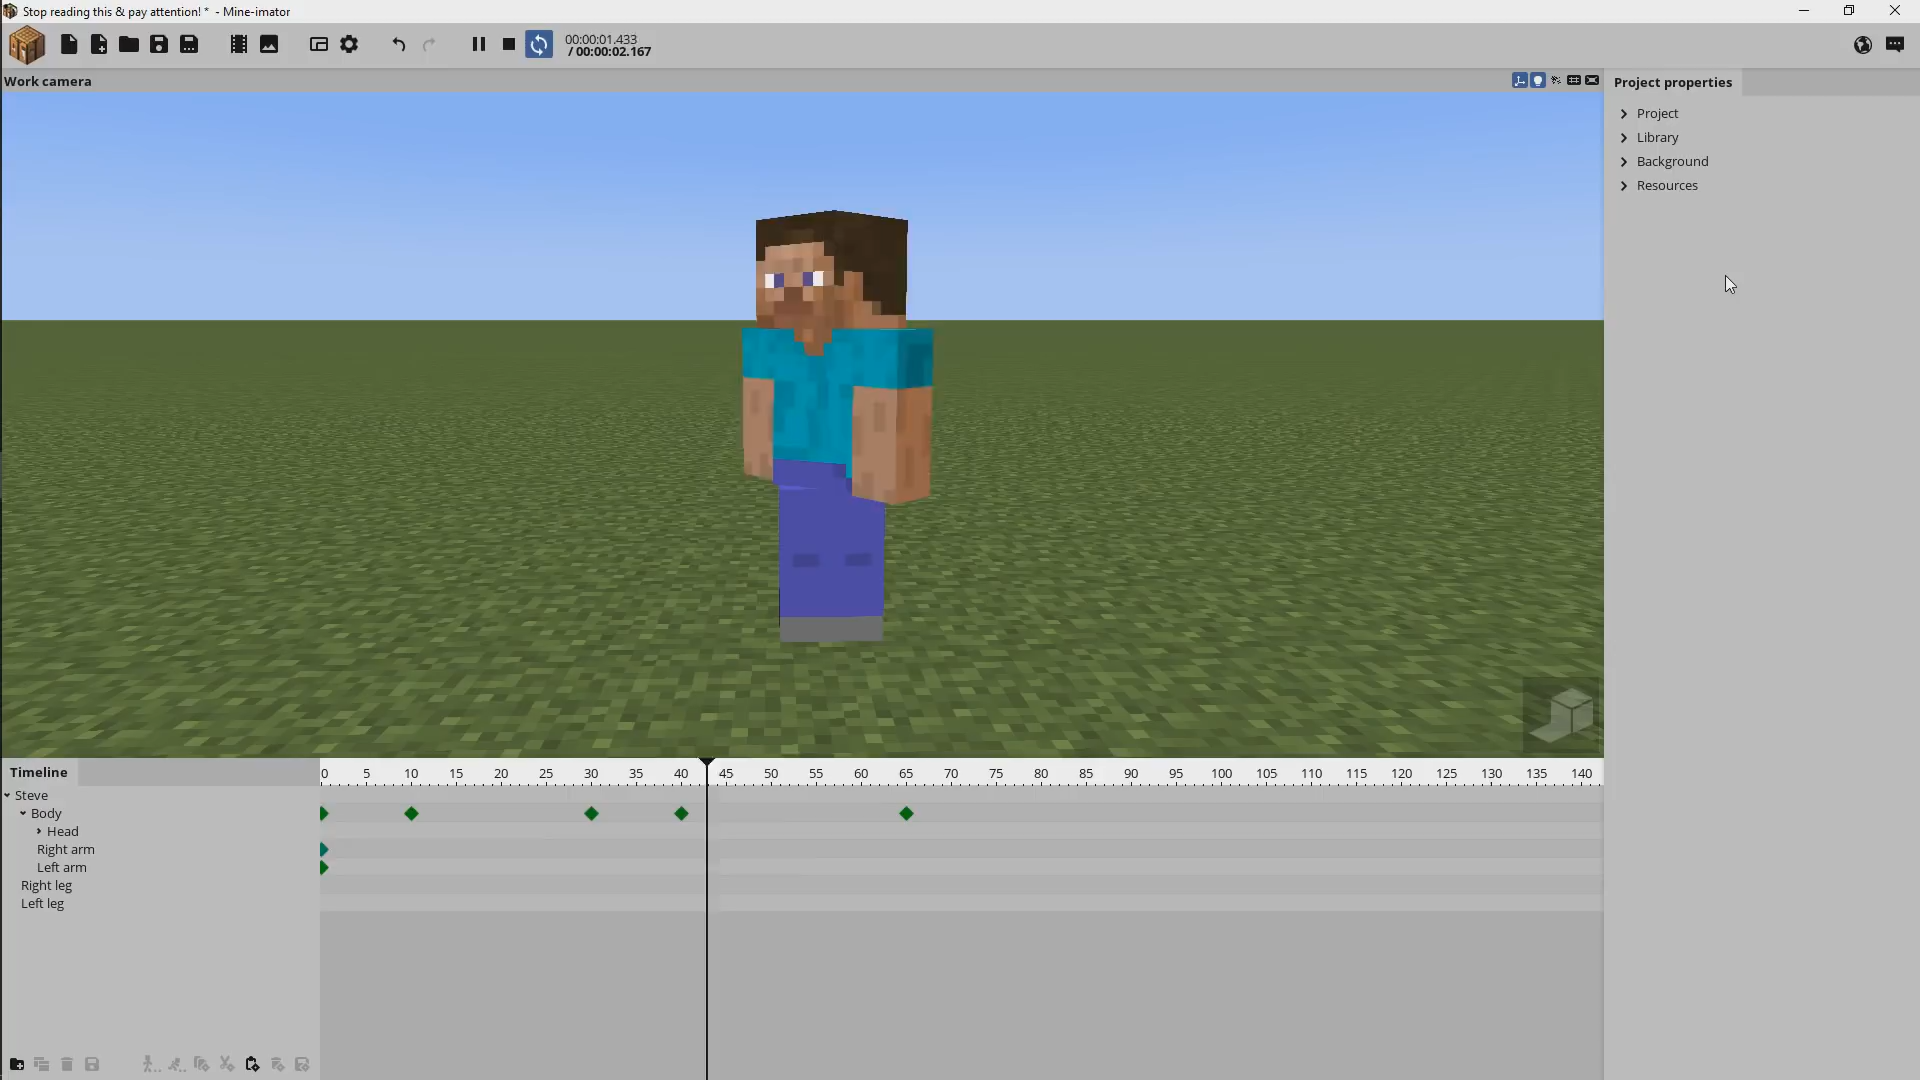 Stop reading this & pay attention! * - Mine-imator
00:00:01.433
/ 00:00:02.167
Work camera
Project properties
Project
Library
Background
Resources
Timeline
0 5 10 15 20 25 30 35 40 45 50 55 60 65 70 75 80 85 90 95 100 105 110 115 120 125 130 135 140
Steve
Body
Head
Right arm
Left arm
Right leg
Left leg